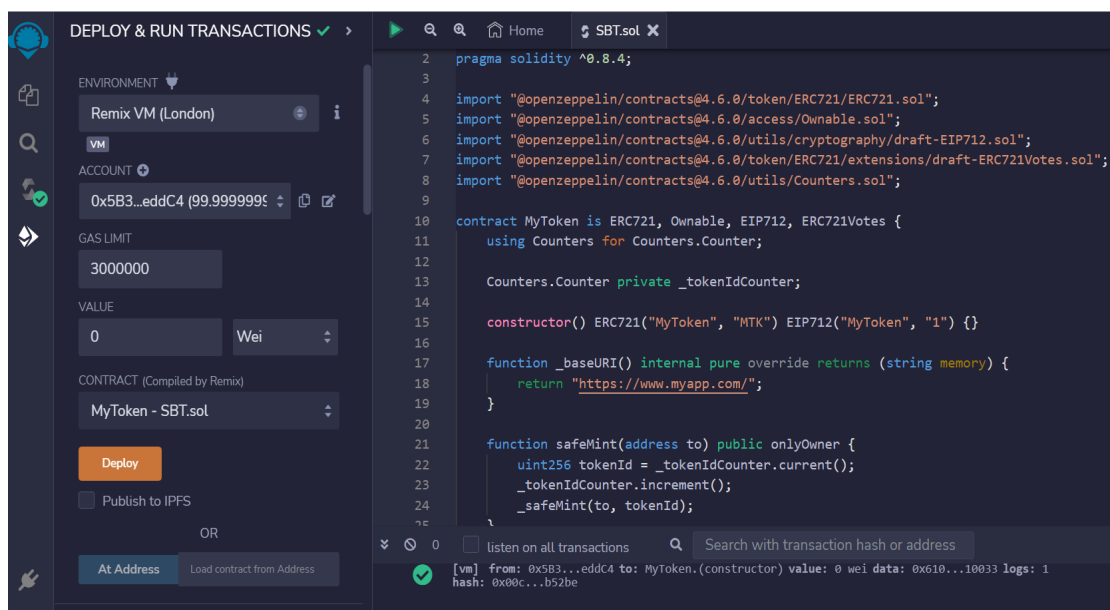 DEPLOY & RUN TRANSACTIONS
ENVIRONMENT
Remix VM (London)
VM
ACCOUNT
0x5B3...eddC4 (99.9999999
GAS LIMIT
3000000
VALUE
0 Wei
CONTRACT (Compiled by Remix)
MyToken - SBT.sol
Deploy
Publish to IPFS
OR
At Address Load contract from Address
Home SBT.sol
2 pragma solidity ^0.8.4;
3
4 import "@openzeppelin/contracts@4.6.0/token/ERC721/ERC721.sol";
5 import "@openzeppelin/contracts@4.6.0/access/Ownable.sol";
6 import "@openzeppelin/contracts@4.6.0/utils/cryptography/draft-EIP712.sol";
7 import "@openzeppelin/contracts@4.6.0/token/ERC721/extensions/draft-ERC721Votes.sol";
8 import "@openzeppelin/contracts@4.6.0/utils/Counters.sol";
9
10 contract MyToken is ERC721, Ownable, EIP712, ERC721Votes {
11 using Counters for Counters.Counter;
12
13 Counters.Counter private _tokenIdCounter;
14
15 constructor() ERC721("MyToken", "MTK") EIP712("MyToken", "1") {}
16
17 function _baseURI() internal pure override returns (string memory) {
18 return "https://www.myapp.com/";
19 }
20
21 function safeMint(address to) public onlyOwner {
22 uint256 tokenId = _tokenIdCounter.current();
23 _tokenIdCounter.increment();
24 _safeMint(to, tokenId);
25 }
0 listen on all transactions Search with transaction hash or address
[vm] from: 0x5B3...eddC4 to: MyToken.(constructor) value: 0 wei data: 0x610...10033 logs: 1
hash: 0x00c...b52be